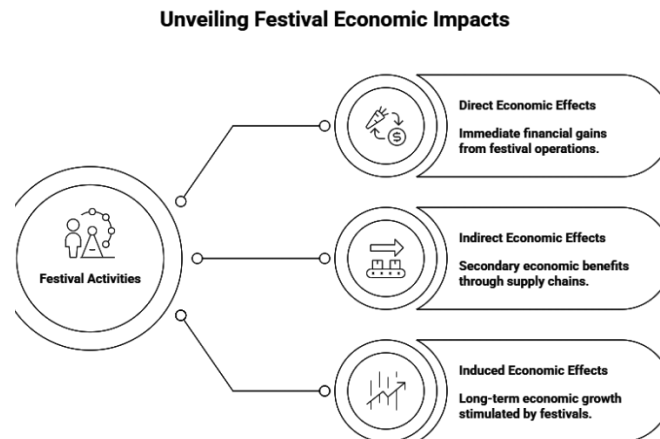 Unveiling Festival Economic Impacts
Festival Activities
Direct Economic Effects
Immediate financial gains
from festival operations.
Indirect Economic Effects
Secondary economic benefits
through supply chains.
Induced Economic Effects
Long-term economic growth
stimulated by festivals.